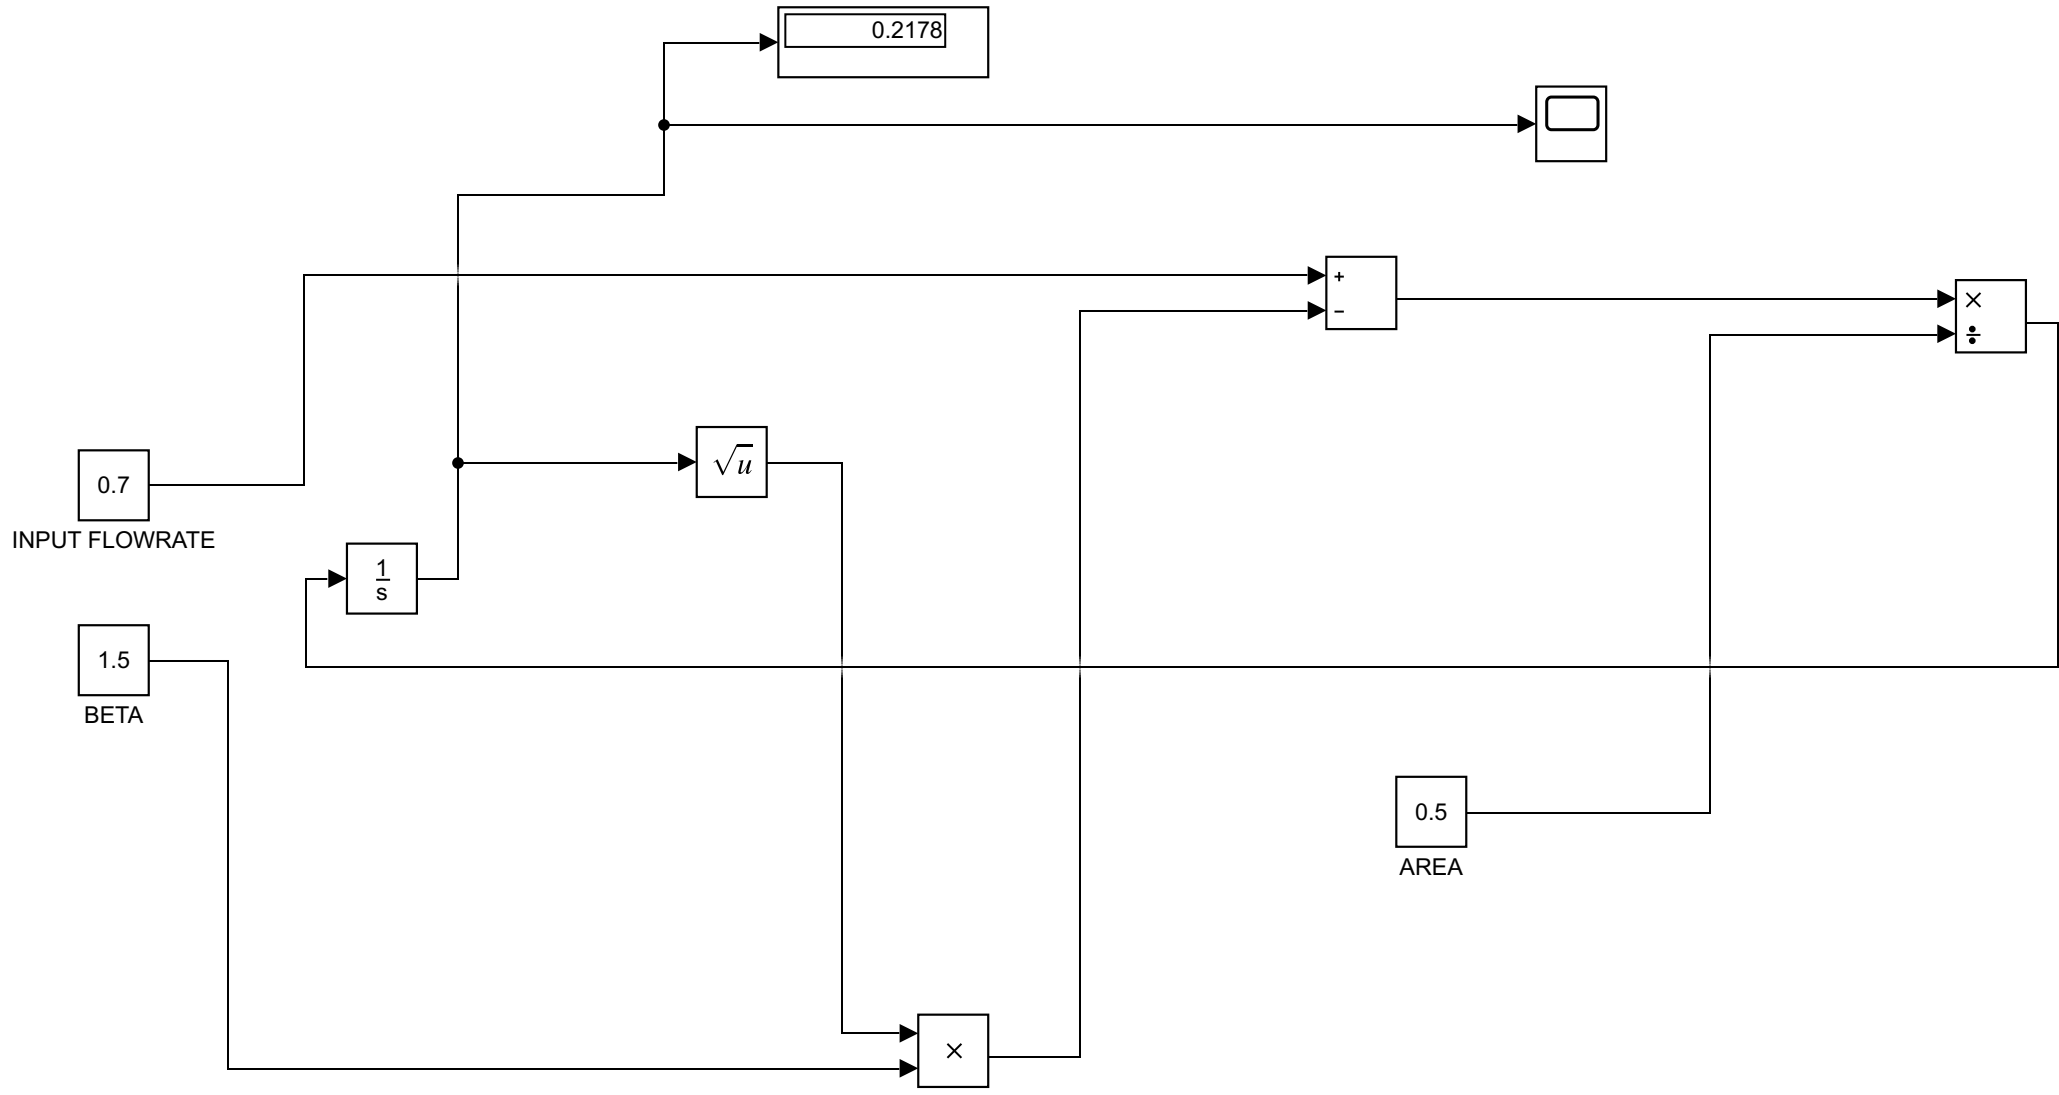 0.2178
+
−
×
÷
√u
0.7
INPUT FLOWRATE
1
s
1.5
BETA
0.5
AREA
×